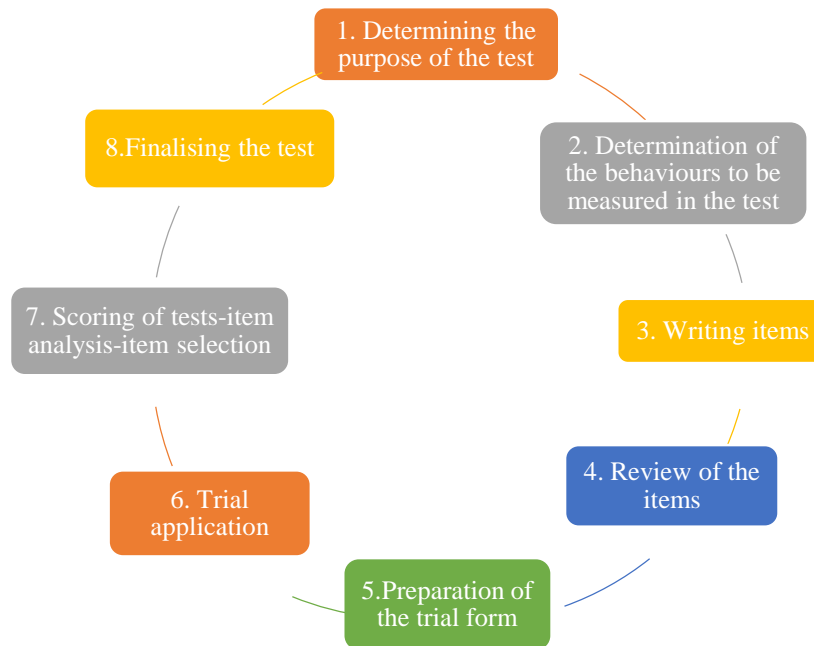 1. Determining the
purpose of the test
2. Determination of
the behaviours to be
measured in the test
3. Writing items
4. Review of the
items
5.Preparation of
the trial form
6. Trial
application
7. Scoring of tests-item
analysis-item selection
8.Finalising the test